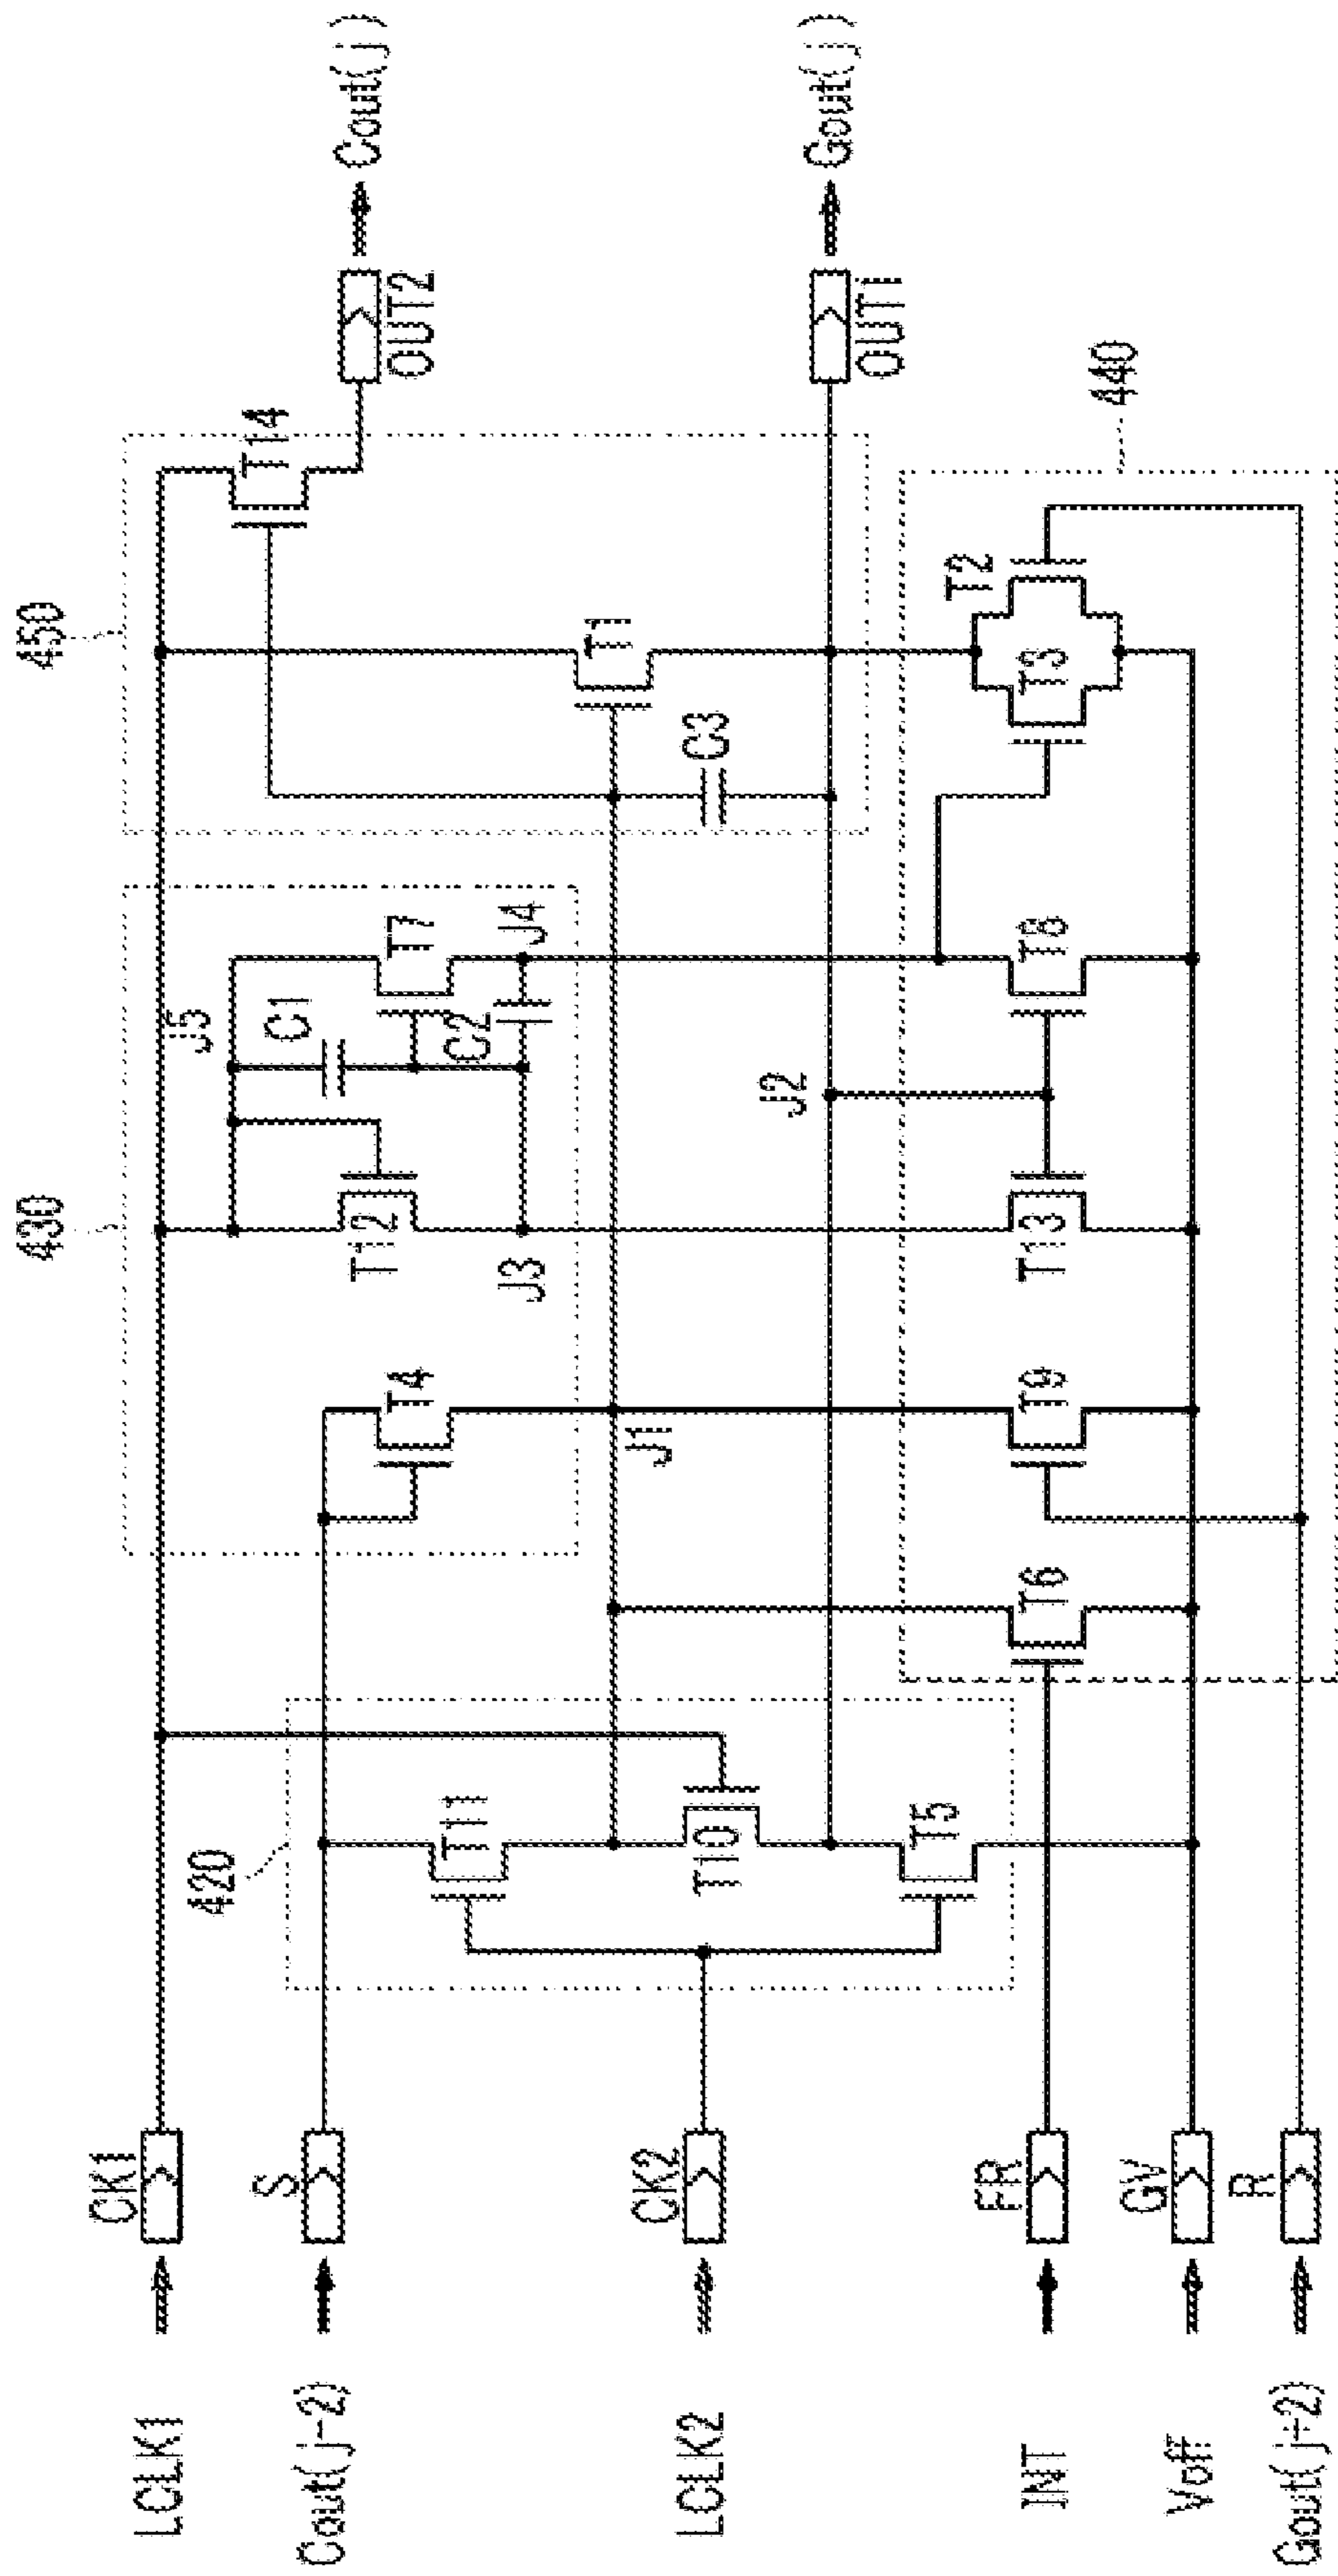 LCLK1
CK1
Cout(j-2)
S
LCLK2
CK2
INT
FR
Voff
GV
Gout(j+2)
R
420
T11
T10
T5
430
T4
T12
C1
J5
T7
C2
J3
J4
J1
J2
450
T14
T1
C3
440
T6
T9
T13
T8
T3
T2
OUT2
Cout(j)
OUT1
Gout(j)